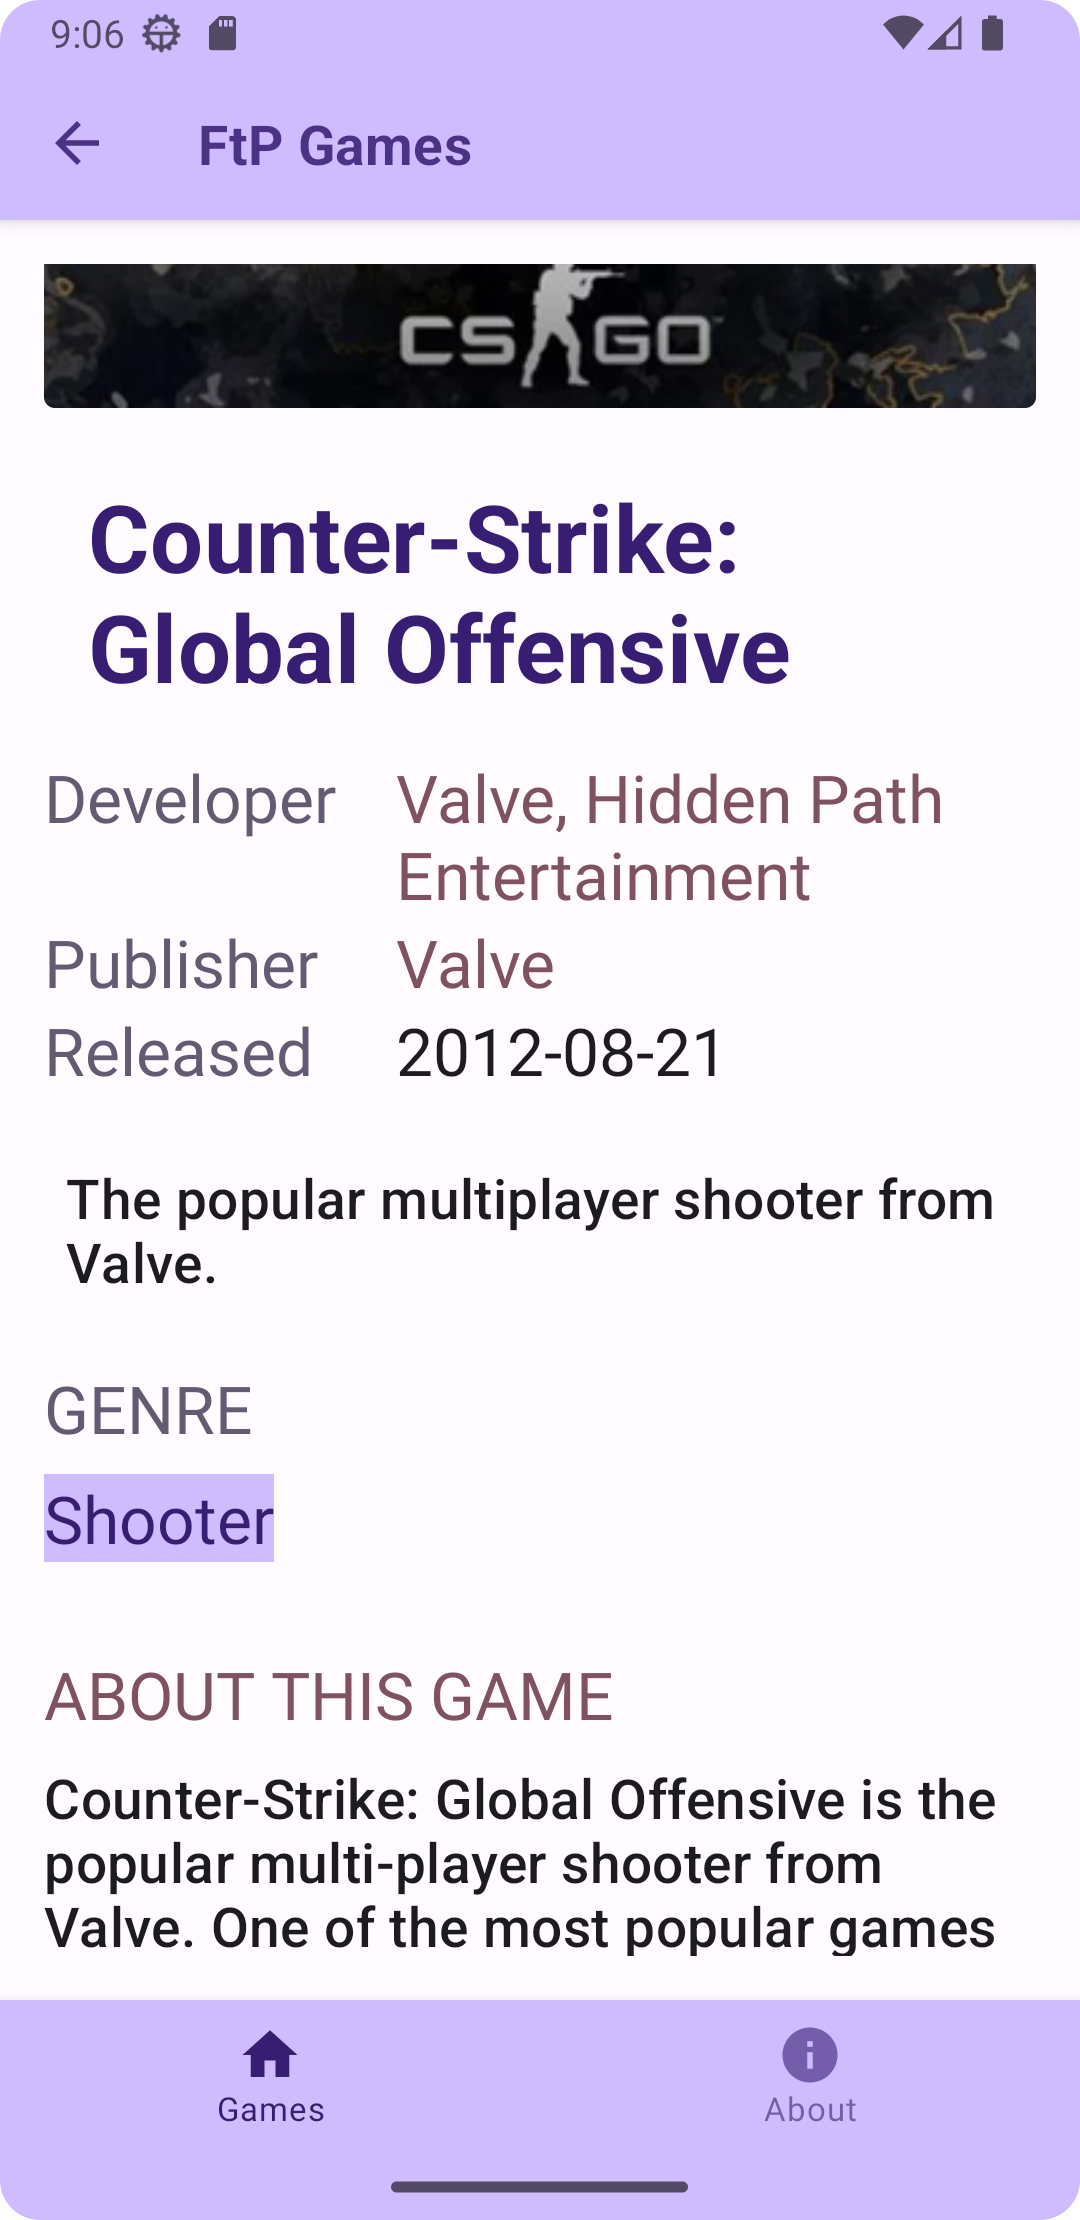 9:06
FtP Games
CS GO
Counter-Strike:
Global Offensive
Developer Valve, Hidden Path
Entertainment
Publisher Valve
Released 2012-08-21
The popular multiplayer shooter from
Valve.
GENRE
Shooter
ABOUT THIS GAME
Counter-Strike: Global Offensive is the
popular multi-player shooter from
Valve. One of the most popular games
Games About